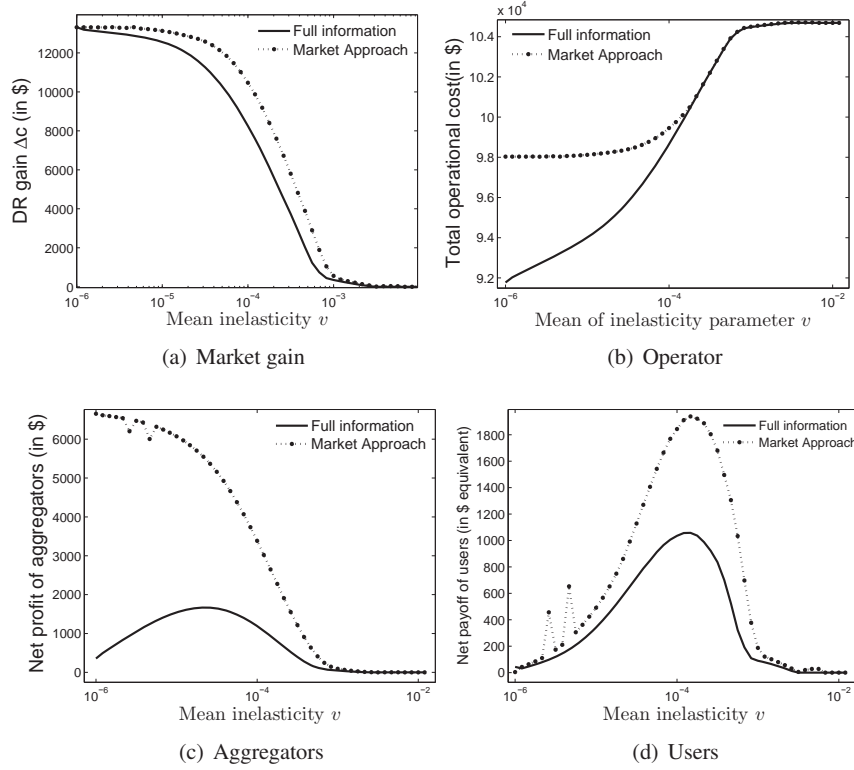 Full information
Market Approach
DR gain Δc (in $)
12000
10000
8000
6000
4000
2000
0
10⁻⁶
10⁻⁵
10⁻⁴
10⁻³
Mean inelasticity v
(a) Market gain
x 10⁴
Full information
Market Approach
Total operational cost(in $)
10.4
10.2
10
9.8
9.6
9.4
9.2
10⁻⁶
10⁻⁴
10⁻²
Mean of inelasticity parameter v
(b) Operator
Full information
Market Approach
Net profit of aggregators (in $)
6000
5000
4000
3000
2000
1000
0
10⁻⁶
10⁻⁴
10⁻²
Mean inelasticity v
(c) Aggregators
Full information
Market Approach
Net payoff of users (in $ equivalent)
1800
1600
1400
1200
1000
800
600
400
200
0
10⁻⁶
10⁻⁴
10⁻²
Mean inelasticity v
(d) Users